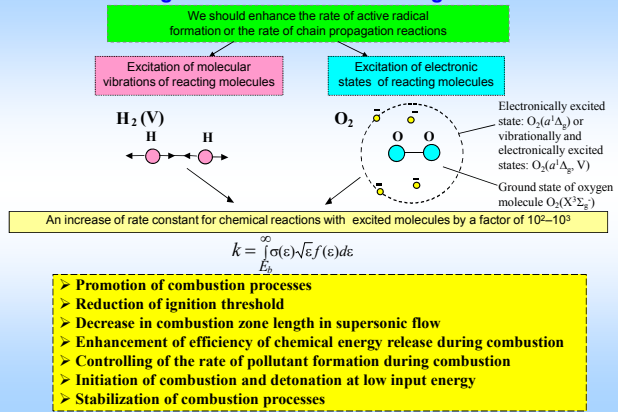 We should enhance the rate of active radical
formation or the rate of chain propagation reactions
Excitation of molecular
vibrations of reacting molecules
Excitation of electronic
states of reacting molecules
H₂(V)
H H
O₂
O O
Electronically excited
state: O₂(a¹Δg) or
vibrationally and
electronically excited
states: O₂(a¹Δg, V)
Ground state of oxygen
molecule O₂(X³Σg⁻)
An increase of rate constant for chemical reactions with excited molecules by a factor of 10²–10³
k = ∫_{E_b}^{∞} σ(ε)√ε f(ε)dε
➢ Promotion of combustion processes
➢ Reduction of ignition threshold
➢ Decrease in combustion zone length in supersonic flow
➢ Enhancement of efficiency of chemical energy release during combustion
➢ Controlling of the rate of pollutant formation during combustion
➢ Initiation of combustion and detonation at low input energy
➢ Stabilization of combustion processes